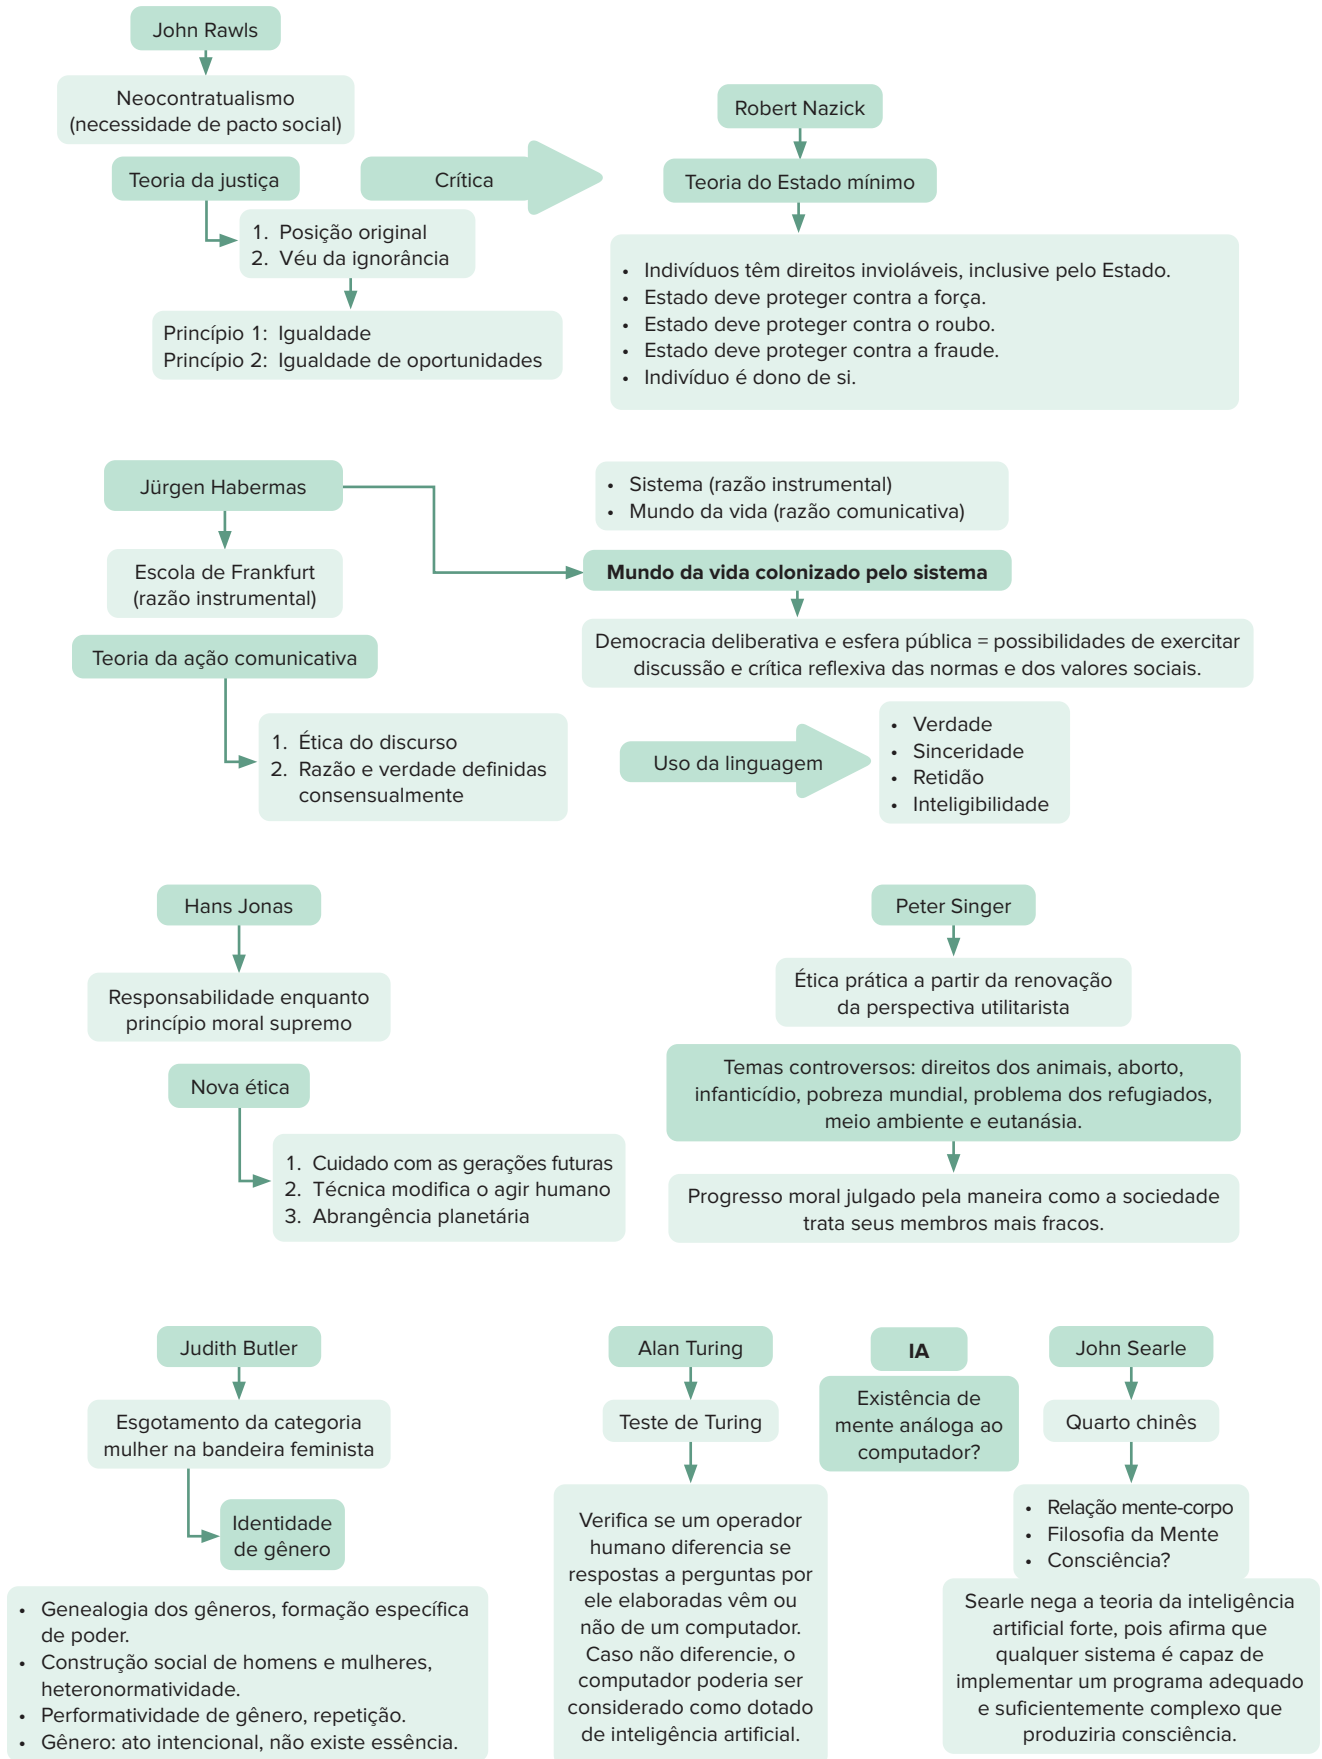 John Rawls
Neocontratualismo
(necessidade de pacto social)
Teoria da justiça
1. Posição original
2. Véu da ignorância
Princípio 1: Igualdade
Princípio 2: Igualdade de oportunidades
Crítica
Robert Nazick
Teoria do Estado mínimo
• Indivíduos têm direitos invioláveis, inclusive pelo Estado.
• Estado deve proteger contra a força.
• Estado deve proteger contra o roubo.
• Estado deve proteger contra a fraude.
• Indivíduo é dono de si.
Jürgen Habermas
Escola de Frankfurt
(razão instrumental)
Teoria da ação comunicativa
1. Ética do discurso
2. Razão e verdade definidas
consensualmente
• Sistema (razão instrumental)
• Mundo da vida (razão comunicativa)
Mundo da vida colonizado pelo sistema
Democracia deliberativa e esfera pública = possibilidades de exercitar
discussão e crítica reflexiva das normas e dos valores sociais.
Uso da linguagem
• Verdade
• Sinceridade
• Retidão
• Inteligibilidade
Hans Jonas
Responsabilidade enquanto
princípio moral supremo
Nova ética
1. Cuidado com as gerações futuras
2. Técnica modifica o agir humano
3. Abrangência planetária
Peter Singer
Ética prática a partir da renovação
da perspectiva utilitarista
Temas controversos: direitos dos animais, aborto,
infanticídio, pobreza mundial, problema dos refugiados,
meio ambiente e eutanásia.
Progresso moral julgado pela maneira como a sociedade
trata seus membros mais fracos.
Judith Butler
Esgotamento da categoria
mulher na bandeira feminista
Identidade
de gênero
• Genealogia dos gêneros, formação específica
de poder.
• Construção social de homens e mulheres,
heteronormatividade.
• Performatividade de gênero, repetição.
• Gênero: ato intencional, não existe essência.
Alan Turing
Teste de Turing
Verifica se um operador
humano diferencia se
respostas a perguntas por
ele elaboradas vêm ou
não de um computador.
Caso não diferencie, o
computador poderia ser
considerado como dotado
de inteligência artificial.
IA
Existência de
mente análoga ao
computador?
John Searle
Quarto chinês
• Relação mente-corpo
• Filosofia da Mente
• Consciência?
Searle nega a teoria da inteligência
artificial forte, pois afirma que
qualquer sistema é capaz de
implementar um programa adequado
e suficientemente complexo que
produziria consciência.